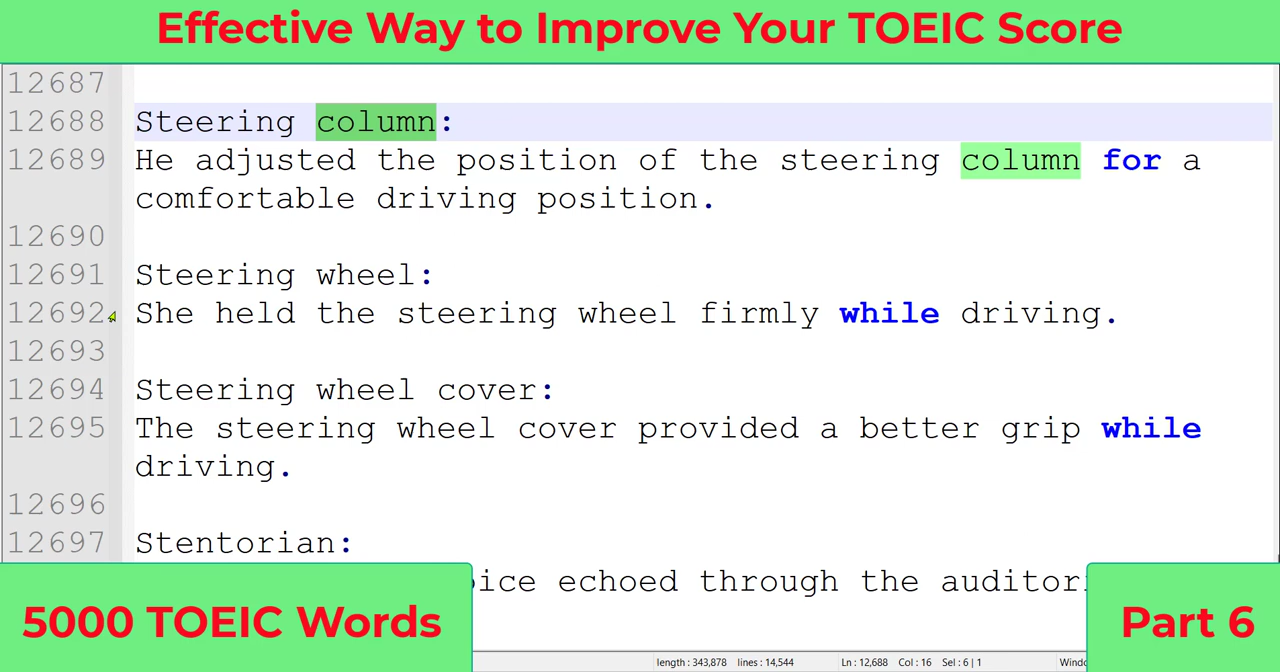 Effective Way to Improve Your TOEIC Score
12687
12688 Steering column:
12689 He adjusted the position of the steering column for a
comfortable driving position.
12690
12691 Steering wheel:
12692 She held the steering wheel firmly while driving.
12693
12694 Steering wheel cover:
12695 The steering wheel cover provided a better grip while
driving.
12696
12697 Stentorian:
echoed through the
5000 TOEIC Words
Part 6
length : 343,878 lines : 14,544 Ln : 12,688 Col : 16 Sel : 6 | 1